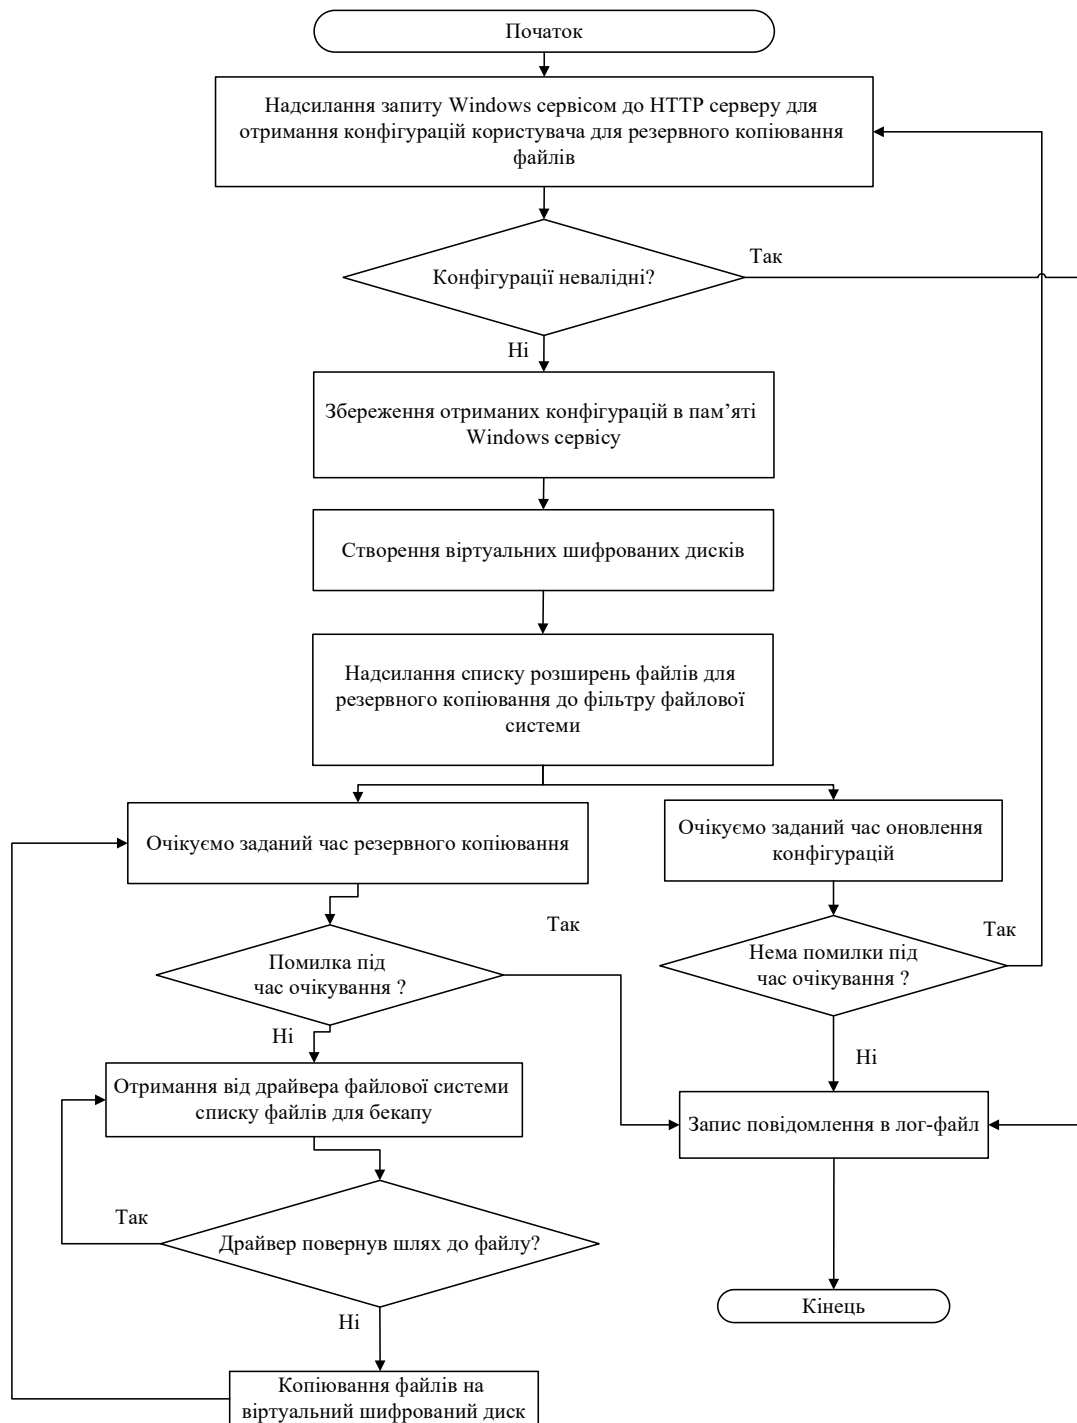 Початок
Надсилання запиту Windows сервісом до HTTP серверу для
отримання конфігурацій користувача для резервного копіювання
файлів
Так
Конфігурації невалідні?
Ні
Збереження отриманих конфігурацій в пам’яті
Windows сервісу
Створення віртуальних шифрованих дисків
Надсилання списку розширень файлів для
резервного копіювання до фільтру файлової
системи
Очікуємо заданий час резервного копіювання
Очікуємо заданий час оновлення
конфігурацій
Так
Так
Помилка під
час очікування ?
Нема помилки під
час очікування ?
Ні
Ні
Отримання від драйвера файлової системи
списку файлів для бекапу
Запис повідомлення в лог-файл
Так
Драйвер повернув шлях до файлу?
Ні
Кінець
Копіювання файлів на
віртуальний шифрований диск